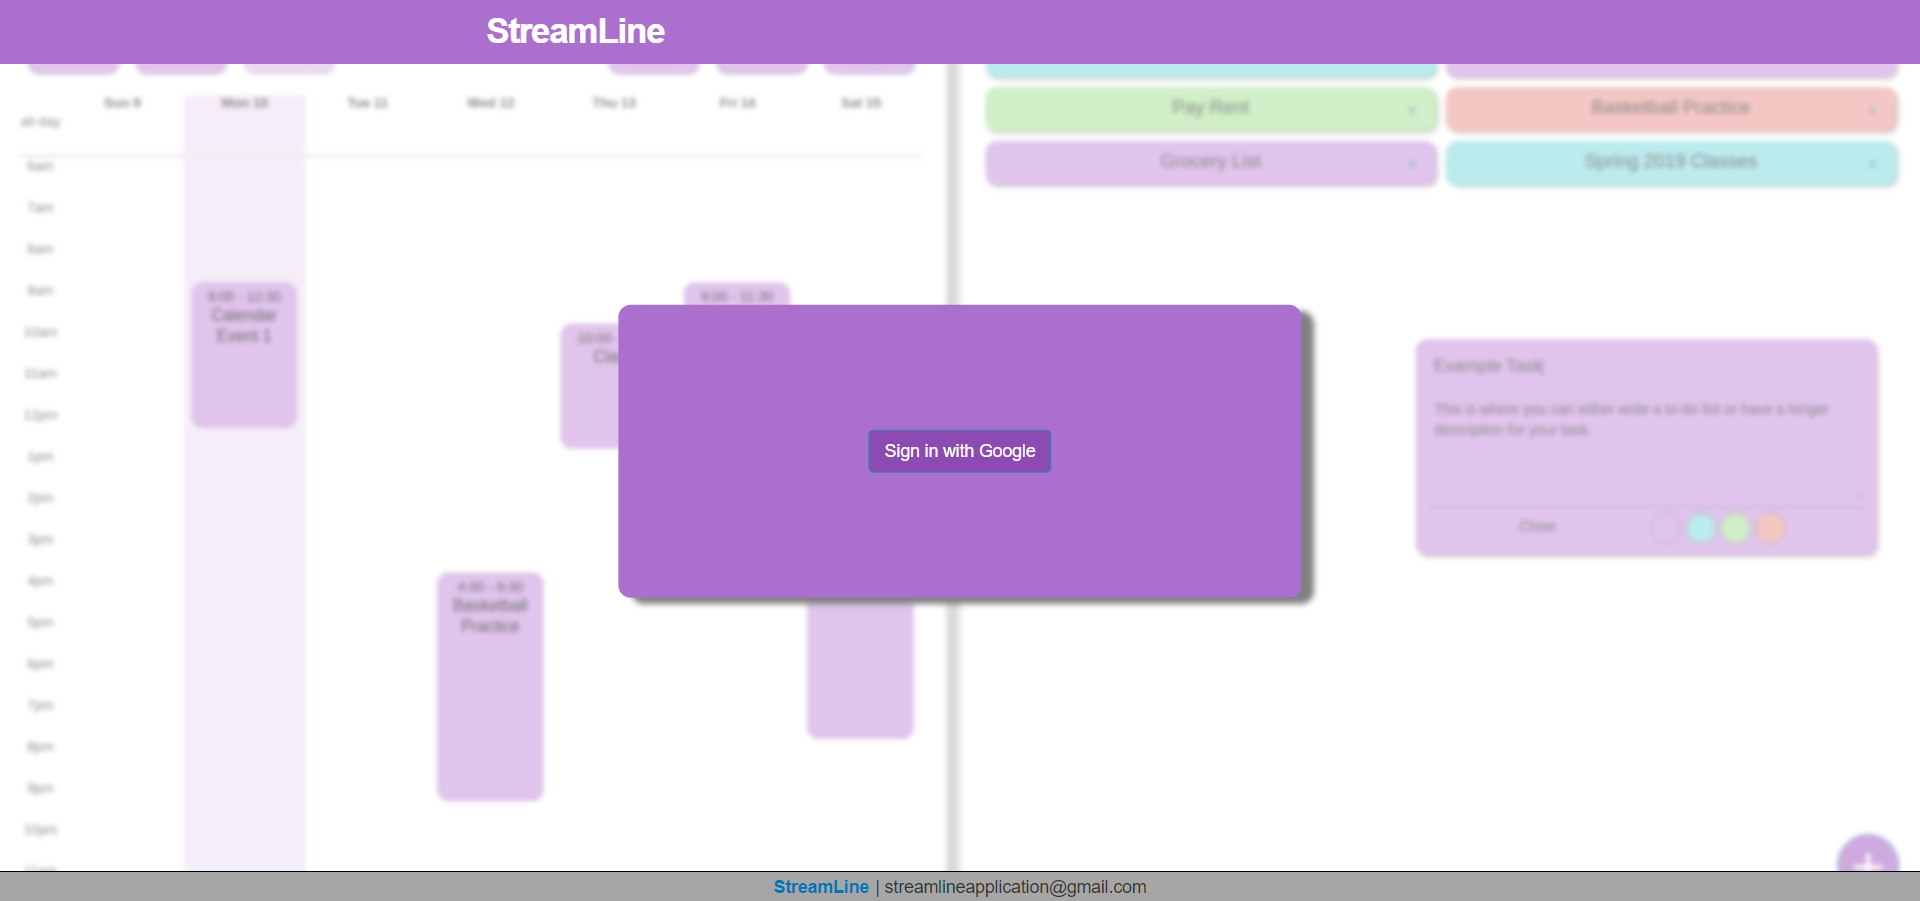 StreamLine
Sun 9 Mon 10 Tue 11 Wed 12 Thu 13 Fri 14 Sat 15
all-day
6am
7am
8am
9am
10am
11am
12pm
1pm
2pm
3pm
4pm
5pm
6pm
7pm
8pm
9pm
10pm
9:00 - 12:30
Calendar
Event 1
10:00 -
9:00 - 11:30
4:00 - 9:30
Basketball
Practice
Pay Rent
Basketball Practice
Grocery List
Spring 2019 Classes
Sign in with Google
Example Task
This is where you can either write a to-do list or have a longer
description for your task.
Close
StreamLine | streamlineapplication@gmail.com